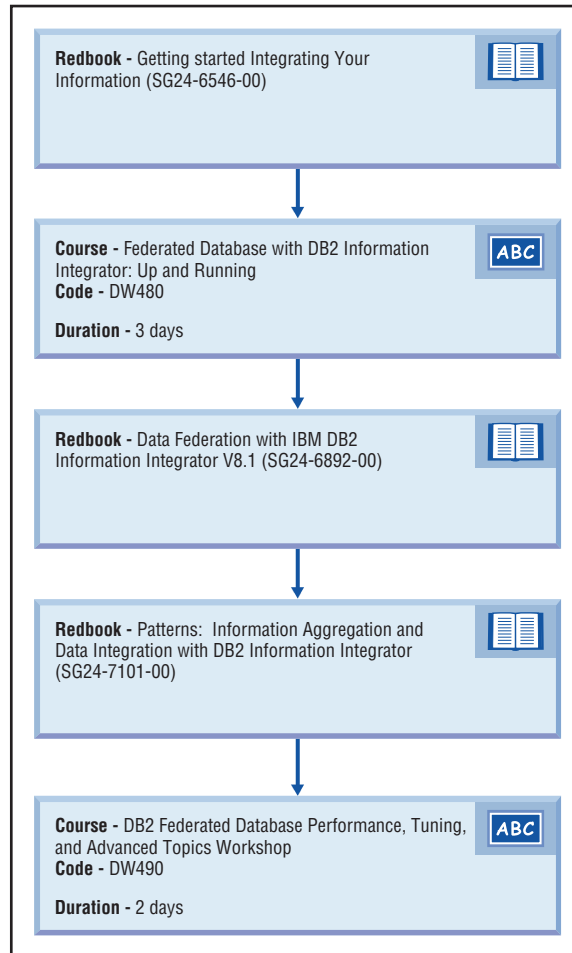 Redbook - Getting started Integrating Your
Information (SG24-6546-00)
Course - Federated Database with DB2 Information
Integrator: Up and Running
Code - DW480
Duration - 3 days
ABC
Redbook - Data Federation with IBM DB2
Information Integrator V8.1 (SG24-6892-00)
Redbook - Patterns: Information Aggregation and
Data Integration with DB2 Information Integrator
(SG24-7101-00)
Course - DB2 Federated Database Performance, Tuning,
and Advanced Topics Workshop
Code - DW490
Duration - 2 days
ABC